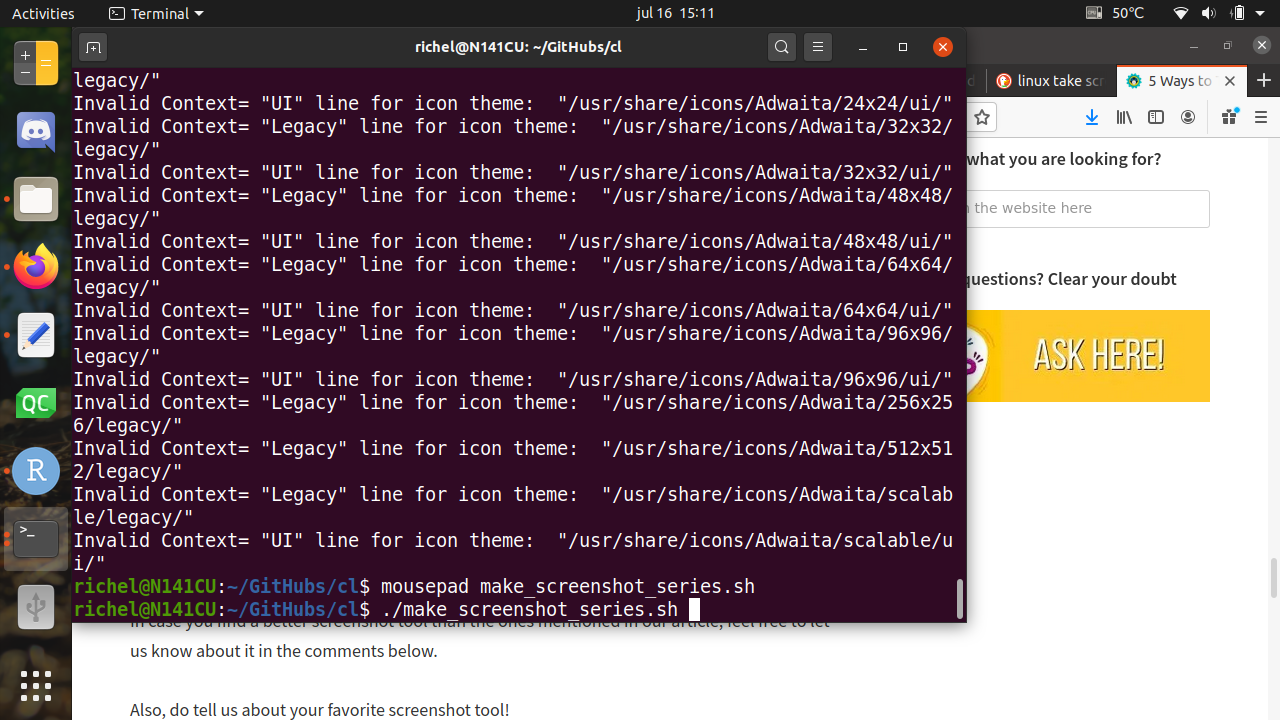 Activities Terminal jul 16 15:11 50°C
richel@N141CU: ~/GitHubs/cl
linux take scr 5 Ways to
legacy/"
Invalid Context= "UI" line for icon theme:  "/usr/share/icons/Adwaita/24x24/ui/"
Invalid Context= "Legacy" line for icon theme:  "/usr/share/icons/Adwaita/32x32/
legacy/"
Invalid Context= "UI" line for icon theme:  "/usr/share/icons/Adwaita/32x32/ui/"
Invalid Context= "Legacy" line for icon theme:  "/usr/share/icons/Adwaita/48x48/
legacy/"
Invalid Context= "UI" line for icon theme:  "/usr/share/icons/Adwaita/48x48/ui/"
Invalid Context= "Legacy" line for icon theme:  "/usr/share/icons/Adwaita/64x64/
legacy/"
Invalid Context= "UI" line for icon theme:  "/usr/share/icons/Adwaita/64x64/ui/"
Invalid Context= "Legacy" line for icon theme:  "/usr/share/icons/Adwaita/96x96/
legacy/"
Invalid Context= "UI" line for icon theme:  "/usr/share/icons/Adwaita/96x96/ui/"
Invalid Context= "Legacy" line for icon theme:  "/usr/share/icons/Adwaita/256x25
6/legacy/"
Invalid Context= "Legacy" line for icon theme:  "/usr/share/icons/Adwaita/512x51
2/legacy/"
Invalid Context= "Legacy" line for icon theme:  "/usr/share/icons/Adwaita/scalab
le/legacy/"
Invalid Context= "UI" line for icon theme:  "/usr/share/icons/Adwaita/scalable/u
i/"
richel@N141CU:~/GitHubs/cl$ mousepad make_screenshot_series.sh
richel@N141CU:~/GitHubs/cl$ ./make_screenshot_series.sh
what you are looking for?
the website here
questions? Clear your doubt
ASK HERE!
QC
R
>_
In case you find a better screenshot tool than the ones mentioned in our article, feel free to let
us know about it in the comments below.
Also, do tell us about your favorite screenshot tool!